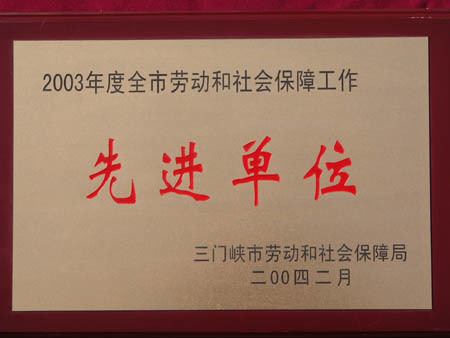 2003年度全市劳动和社会保障工作
先进单位
三门峡市劳动和社会保障局
二00四二月